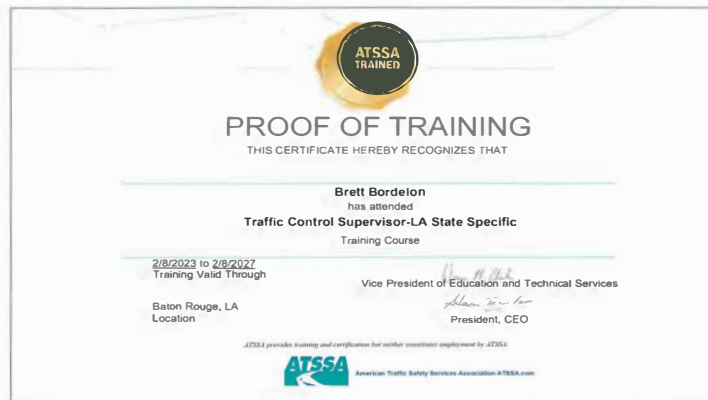 ATSSA
TRAINED
PROOF OF TRAINING
THIS CERTIFICATE HEREBY RECOGNIZES THAT
Brett Bordelon
has attended
Traffic Control Supervisor-LA State Specific
Training Course
2/8/2023 to 2/8/2027
Training Valid Through
Vice President of Education and Technical Services
Baton Rouge, LA
Location
President, CEO
ATSSA provides training and certification but neither constitutes employment by ATSSA.
ATSSA
American Traffic Safety Services Association ATSSA.com